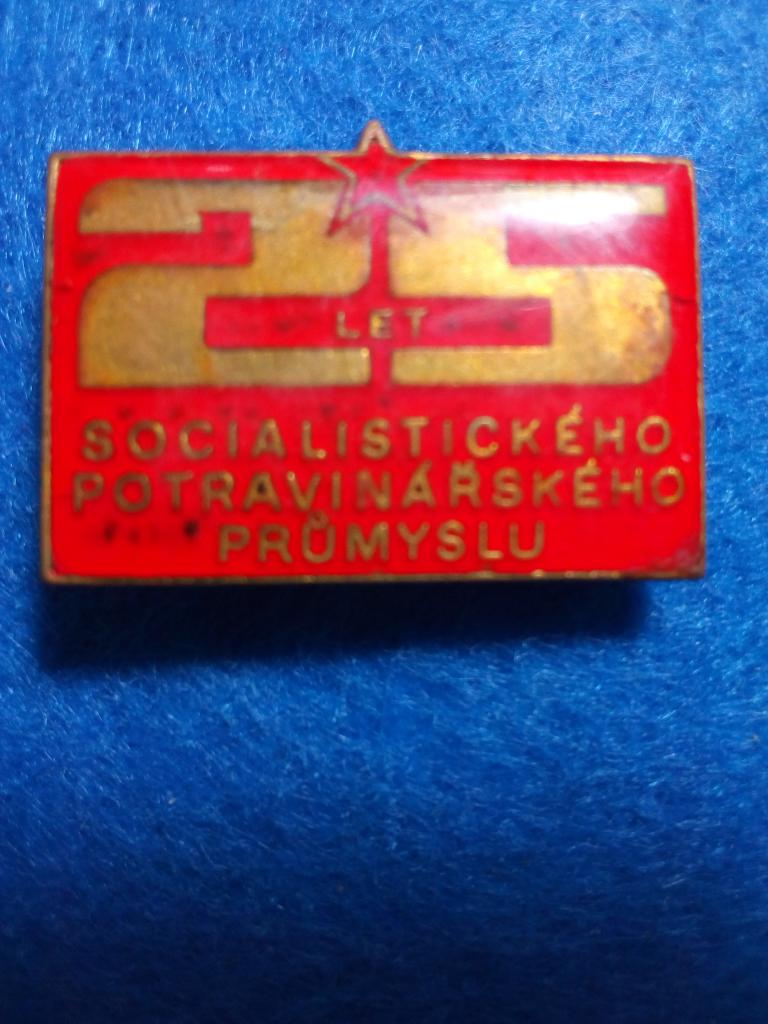 25
LET
SOCIALISTICKÉHO
POTRAVINÁŘSKÉHO
PRŮMYSLU